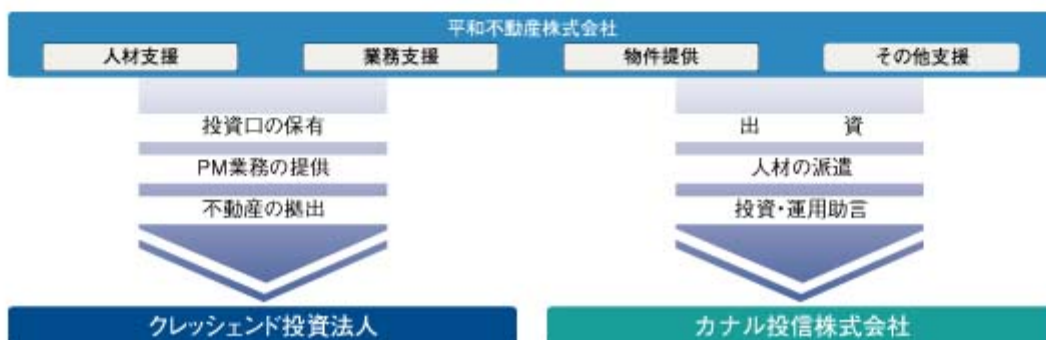 平和不動産株式会社
人材支援 業務支援 物件提供 その他支援
投資口の保有
PM業務の提供
不動産の拠出
出 資
人材の派遣
投資・運用助言
クレッシェンド投資法人
カナル投信株式会社